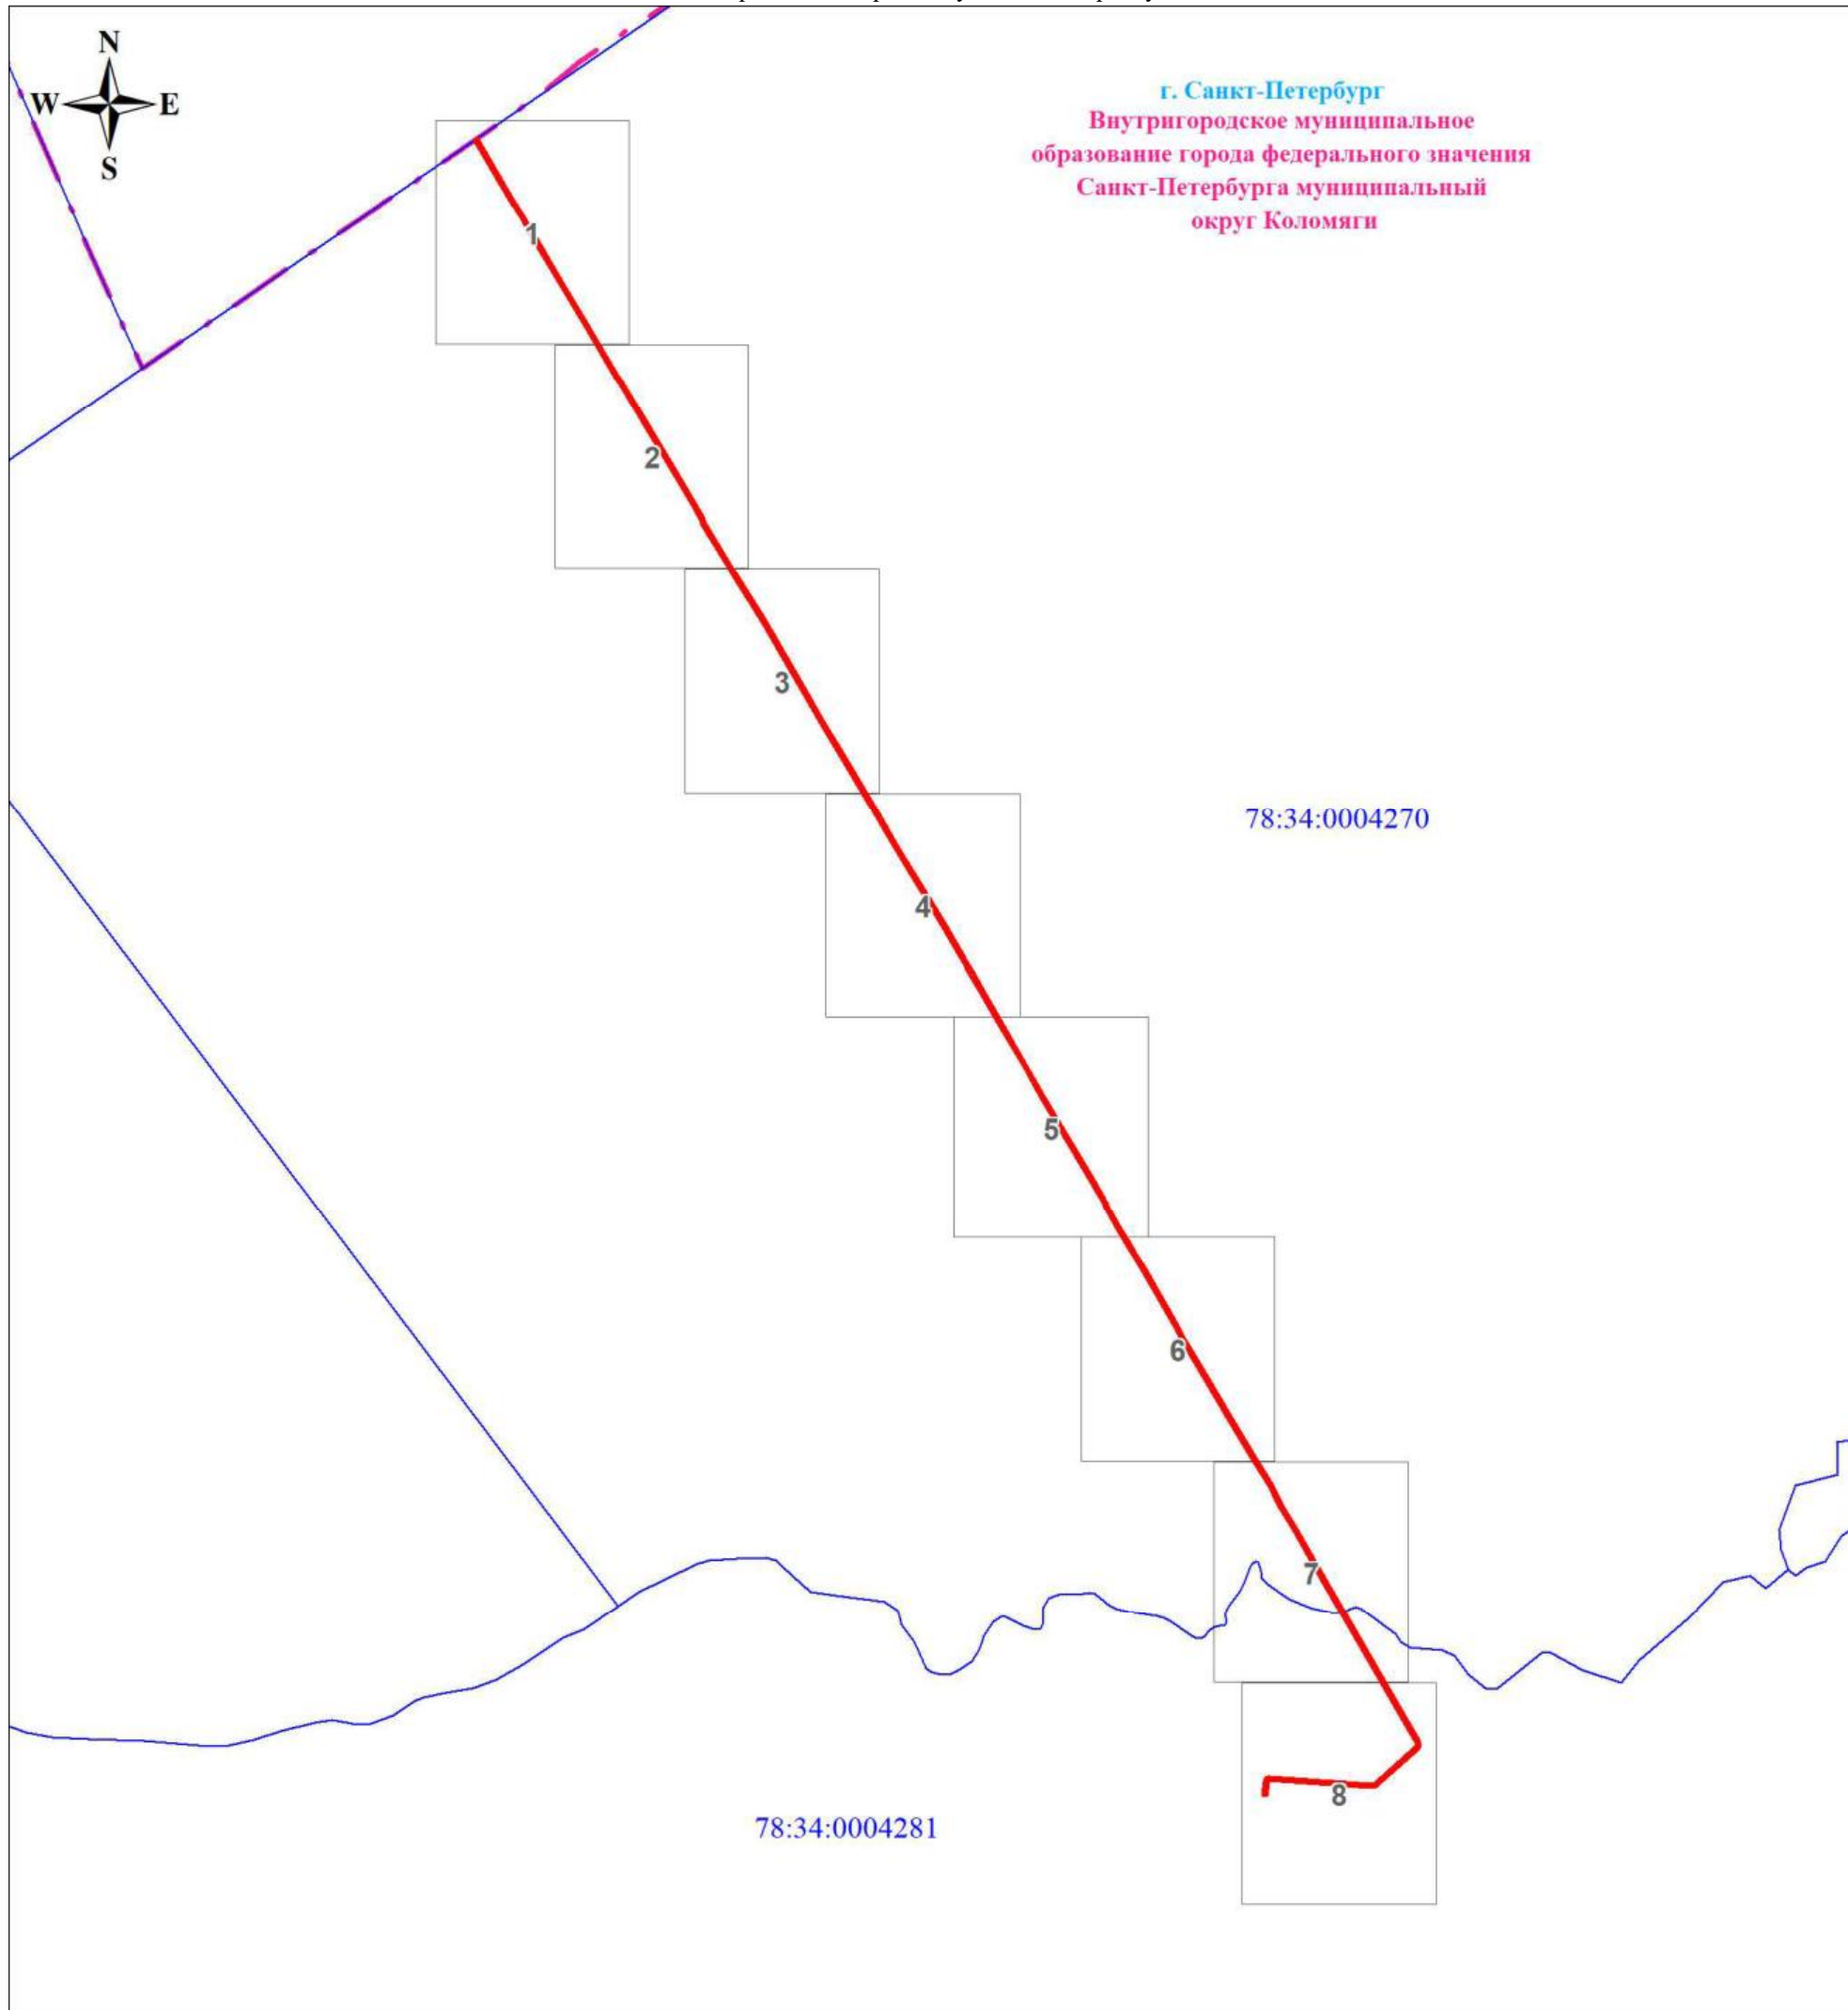 N
W E
S
г. Санкт-Петербург
Внутригородское муниципальное
образование города федерального значения
Санкт-Петербурга муниципальный
округ Коломяги
1
2
3
78:34:0004270
4
5
6
7
8
78:34:0004281